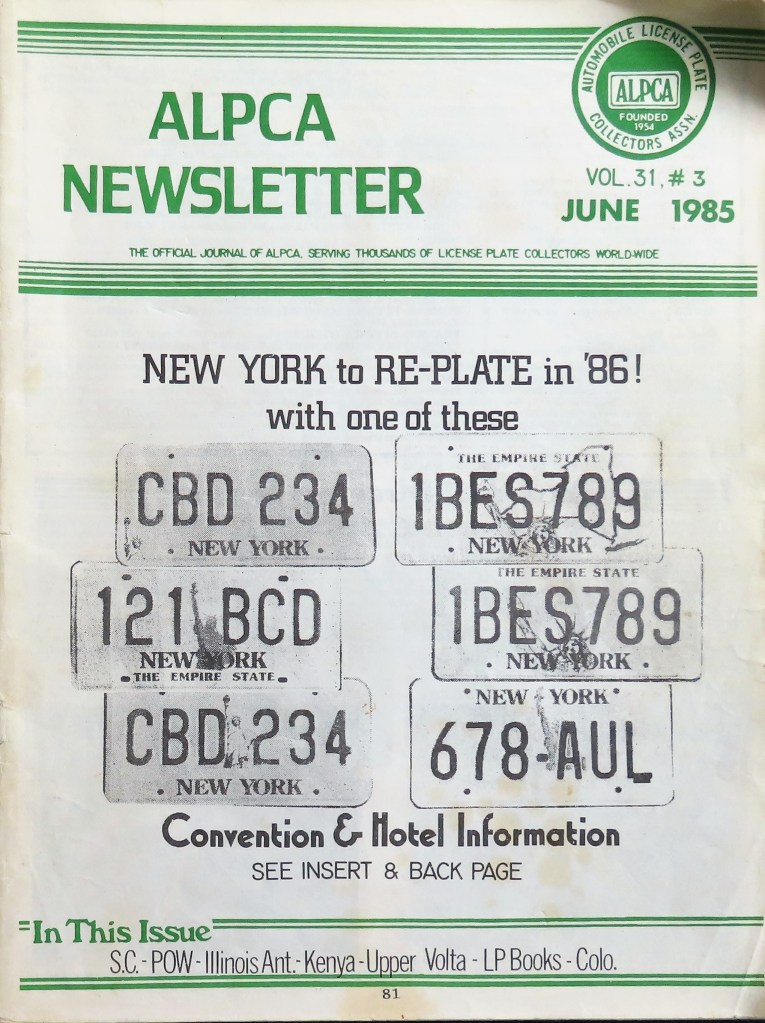 AUTOMOBILE LICENSE PLATE
COLLECTORS ASSN.
ALPCA
FOUNDED
1954
ALPCA
NEWSLETTER
VOL. 31, # 3
JUNE 1985
THE OFFICIAL JOURNAL OF ALPCA, SERVING THOUSANDS OF LICENSE PLATE COLLECTORS WORLD-WIDE
NEW YORK to RE-PLATE in '86!
with one of these
CBD 234
· NEW YORK ·
THE EMPIRE STATE
1BES789
· NEW YORK ·
121 BCD
NEW YORK
THE EMPIRE STATE
THE EMPIRE STATE
1BES789
· NEW YORK ·
CBD 234
· NEW YORK ·
NEW YORK
678-AUL
Convention & Hotel Information
SEE INSERT & BACK PAGE
In This Issue
S.C. - POW - Illinois Ant. - Kenya - Upper Volta - LP Books - Colo.
81